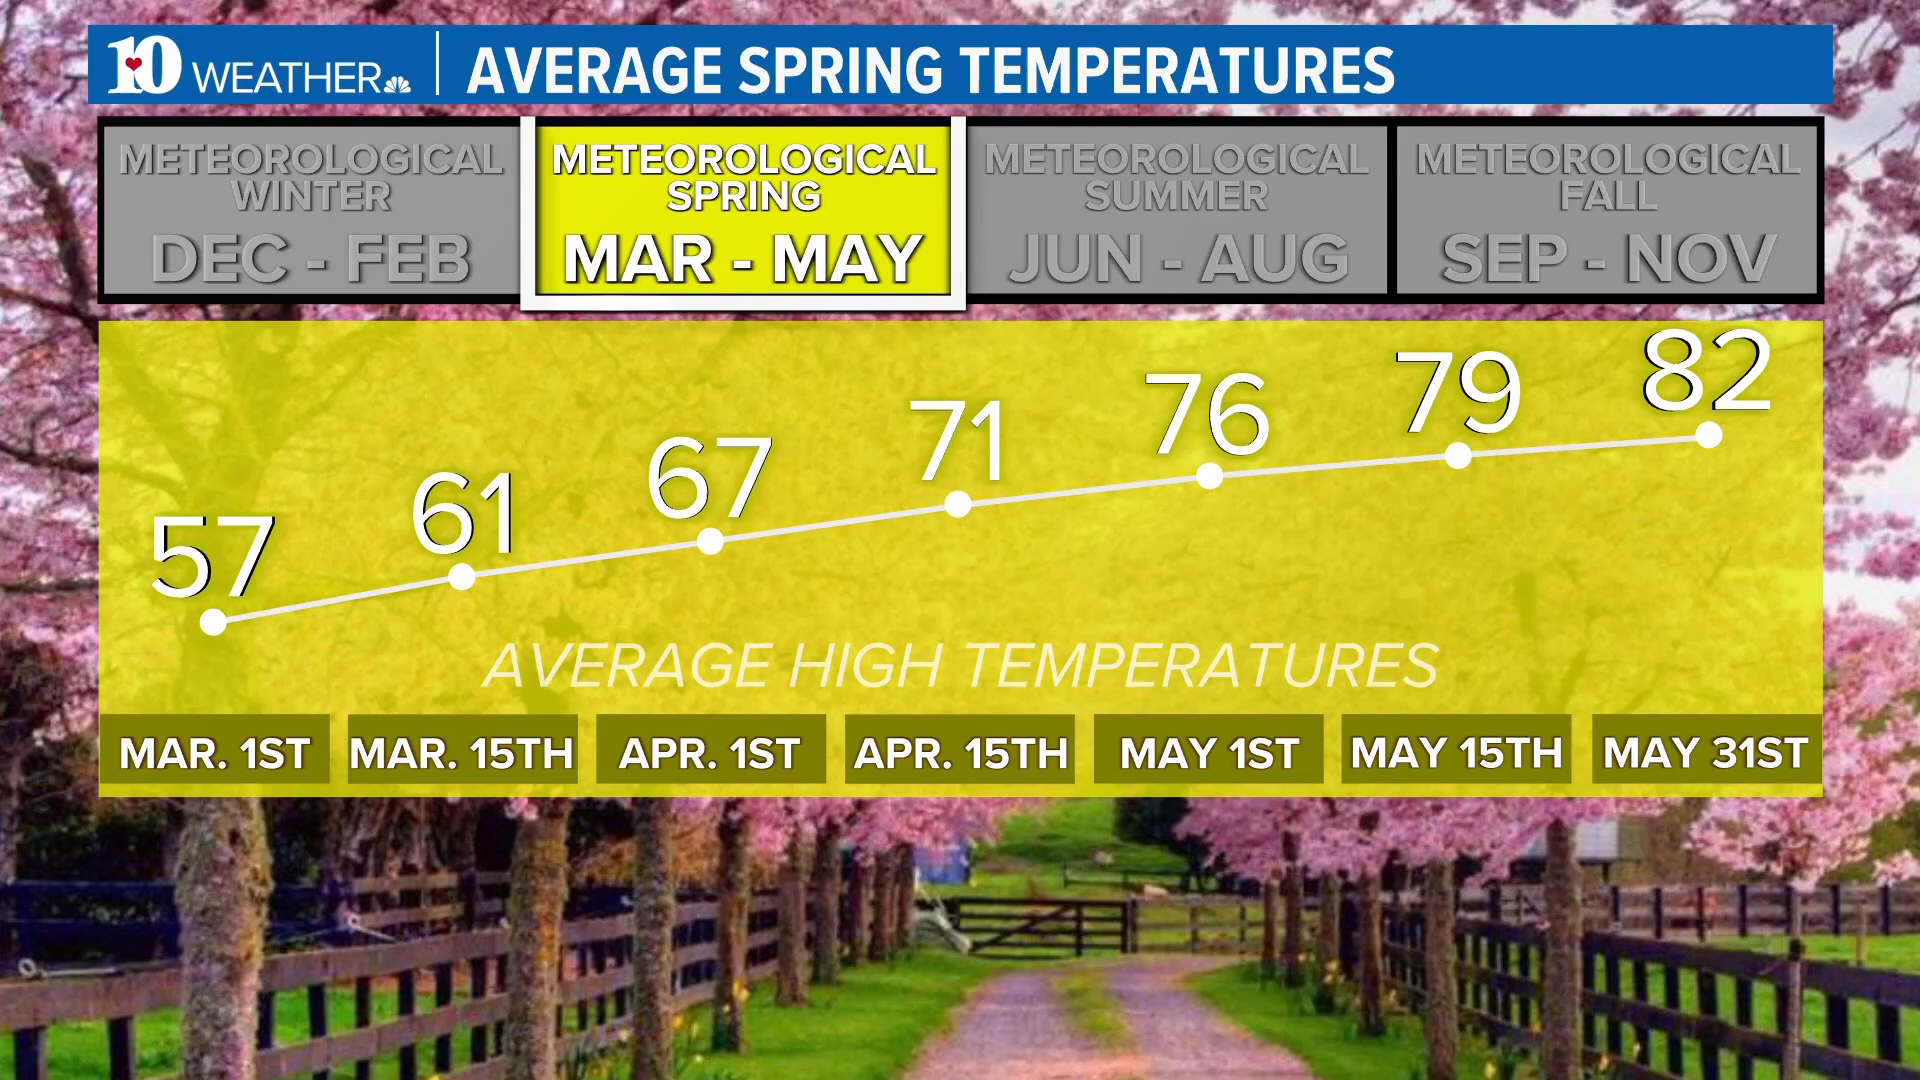 10 WEATHER
AVERAGE SPRING TEMPERATURES
METEOROLOGICAL
WINTER
DEC - FEB
METEOROLOGICAL
SPRING
MAR - MAY
METEOROLOGICAL
SUMMER
JUN - AUG
METEOROLOGICAL
FALL
SEP - NOV
57
61
67
71
76
79
82
AVERAGE HIGH TEMPERATURES
MAR. 1ST
MAR. 15TH
APR. 1ST
APR. 15TH
MAY 1ST
MAY 15TH
MAY 31ST